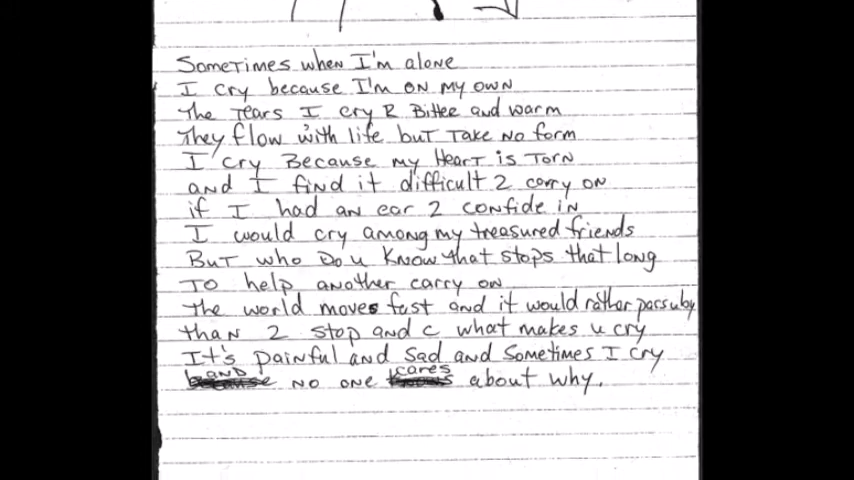 Sometimes when I'm alone
I cry because I'm on my own
The tears I cry R Bitter and warm
They flow with life but Take No form
I cry Because my Heart is Torn
and I find it difficult 2 carry on
if I had an ear 2 confide in
I would cry among my treasured friends
But who Do u Know that stops that long
To help another carry on
The world moves fast and it would rather pass u by
than 2 stop and c what makes u cry
It's painful and sad and sometimes I cry
and no one cares about why.